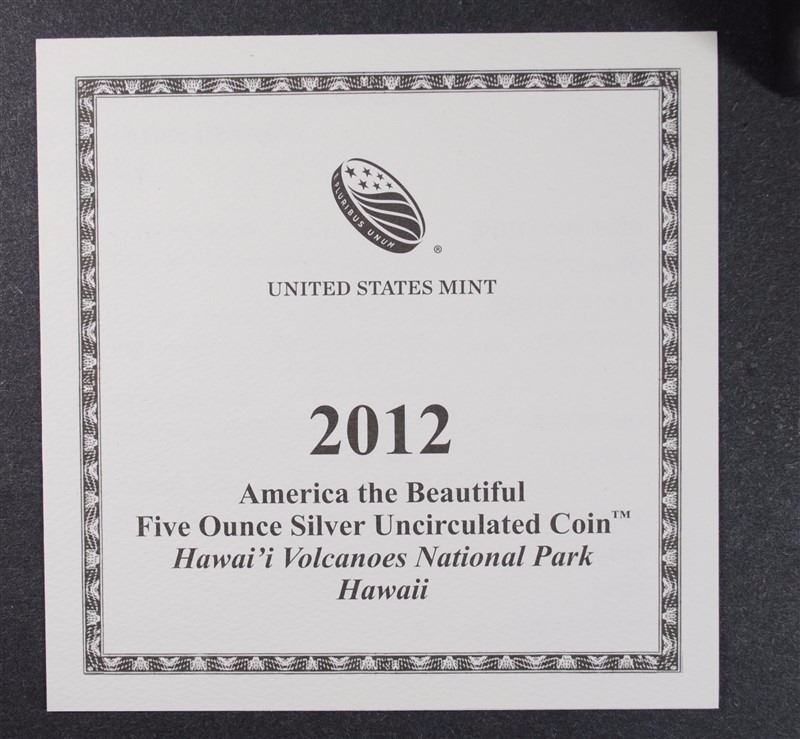 E PLURIBUS UNUM
®
UNITED STATES MINT
2012
America the Beautiful
Five Ounce Silver Uncirculated Coin™
Hawai’i Volcanoes National Park
Hawaii